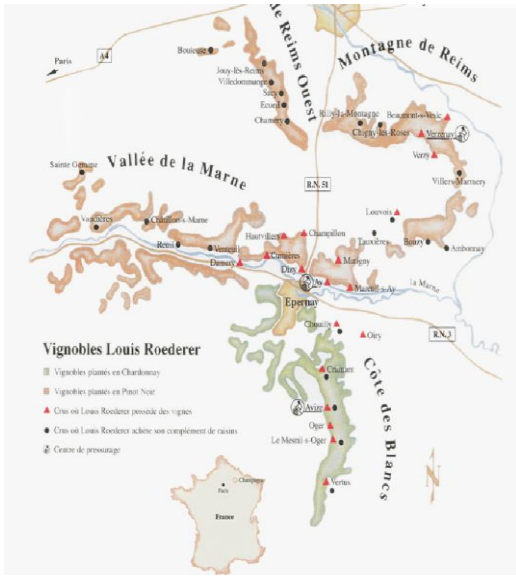 A4
Paris
de Reims Ouest
Montagne de Reims
Bouleuse
Jouy-lès-Reims
Villedommange
Sacy
Ecueil
Chamery
Rilly-la-Montagne
Beaumont-s-Vesle
Chigny-les-Roses
Verzenay
Verzy
Villers-Marmery
Vallée de la Marne
Sainte Gemme
R.N. 51
Vandières
Châtillon-s-Marne
Louvois
Hautvillers
Champillon
Tauxières
Bouzy
Ambonnay
Reuil
Venteuil
Damery
Cumières
Dizy
Mutigny
Ay
Mareuil-s-Ay
la Marne
Epernay
Chouilly
Oiry
R.N.3
Vignobles Louis Roederer
Vignobles plantés en Chardonnay
Vignobles plantés en Pinot Noir
Crus où Louis Roederer possède des vignes
Crus où Louis Roederer achète son complément de raisins
Centre de pressurage
Cramant
Avize
Oger
Le Mesnil-s-Oger
Vertus
Côte des Blancs
N
Champagne
Paris
France